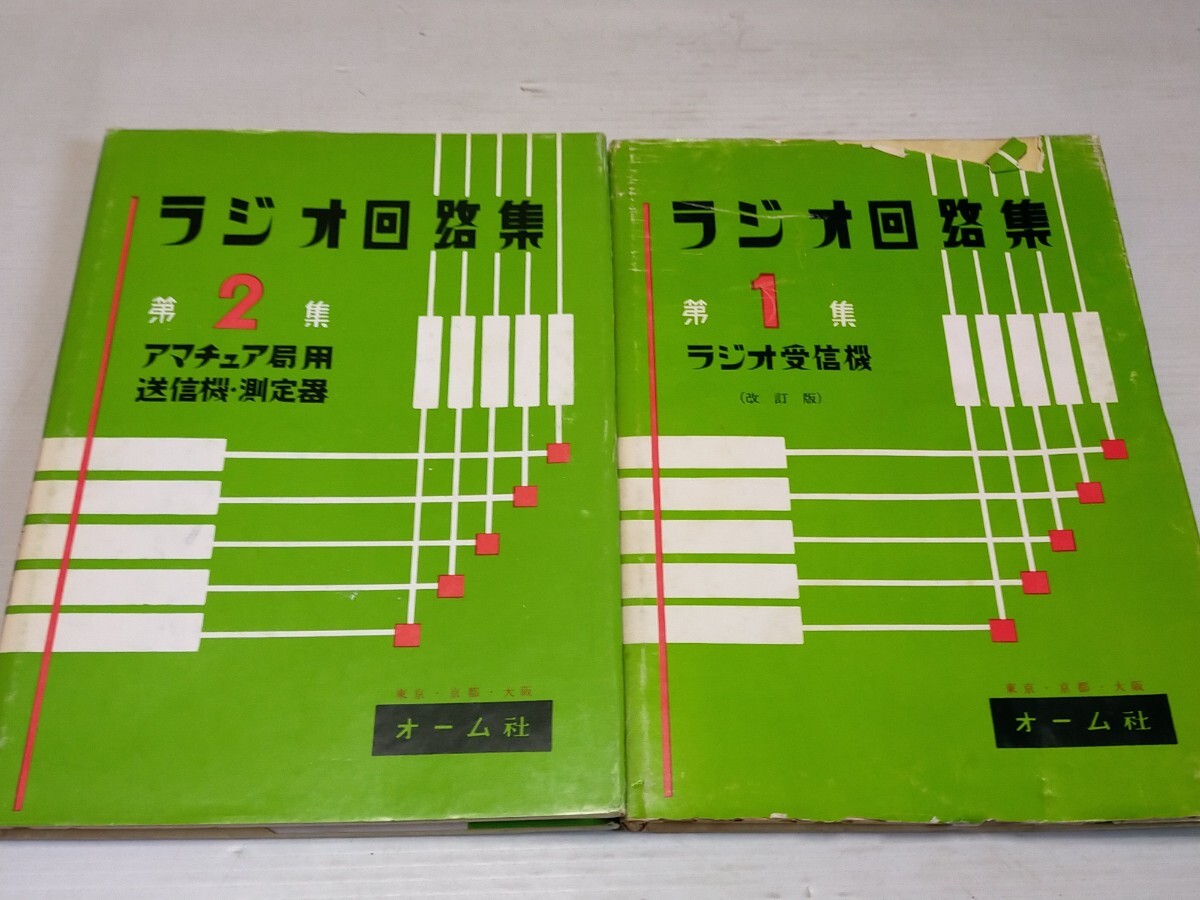 ラジオ回路集
第2集
アマチュア局用
送信機・測定器
東京・京都・大阪
オーム社
ラジオ回路集
第1集
ラジオ受信機
(改訂版)
東京・京都・大阪
オーム社